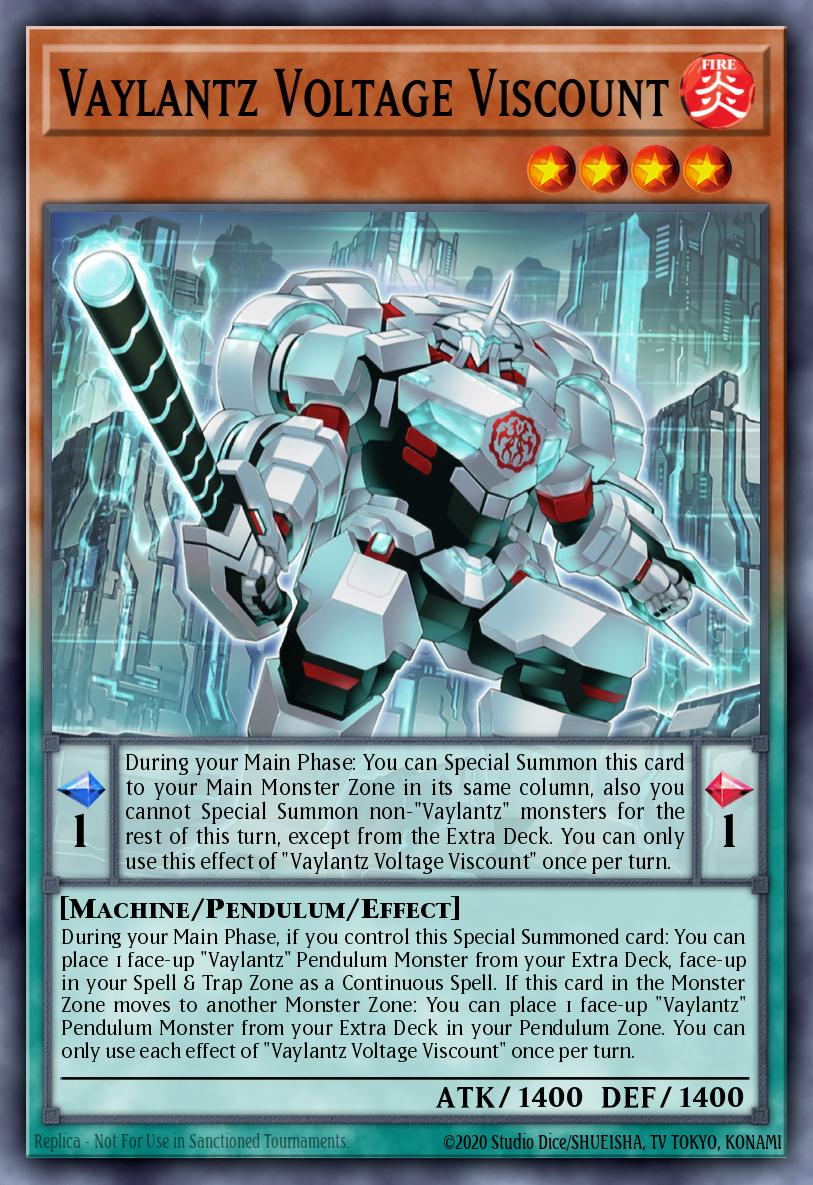 Vaylantz Voltage Viscount
FIRE
炎
During your Main Phase: You can Special Summon this card
to your Main Monster Zone in its same column, also you
cannot Special Summon non-"Vaylantz" monsters for the
rest of this turn, except from the Extra Deck. You can only
use this effect of "Vaylantz Voltage Viscount" once per turn.
1
1
[Machine/Pendulum/Effect]
During your Main Phase, if you control this Special Summoned card: You can
place 1 face-up "Vaylantz" Pendulum Monster from your Extra Deck, face-up
in your Spell & Trap Zone as a Continuous Spell. If this card in the Monster
Zone moves to another Monster Zone: You can place 1 face-up "Vaylantz"
Pendulum Monster from your Extra Deck in your Pendulum Zone. You can
only use each effect of "Vaylantz Voltage Viscount" once per turn.
ATK/1400 DEF/1400
Replica - Not For Use in Sanctioned Tournaments.
©2020 Studio Dice/SHUEISHA, TV TOKYO, KONAMI